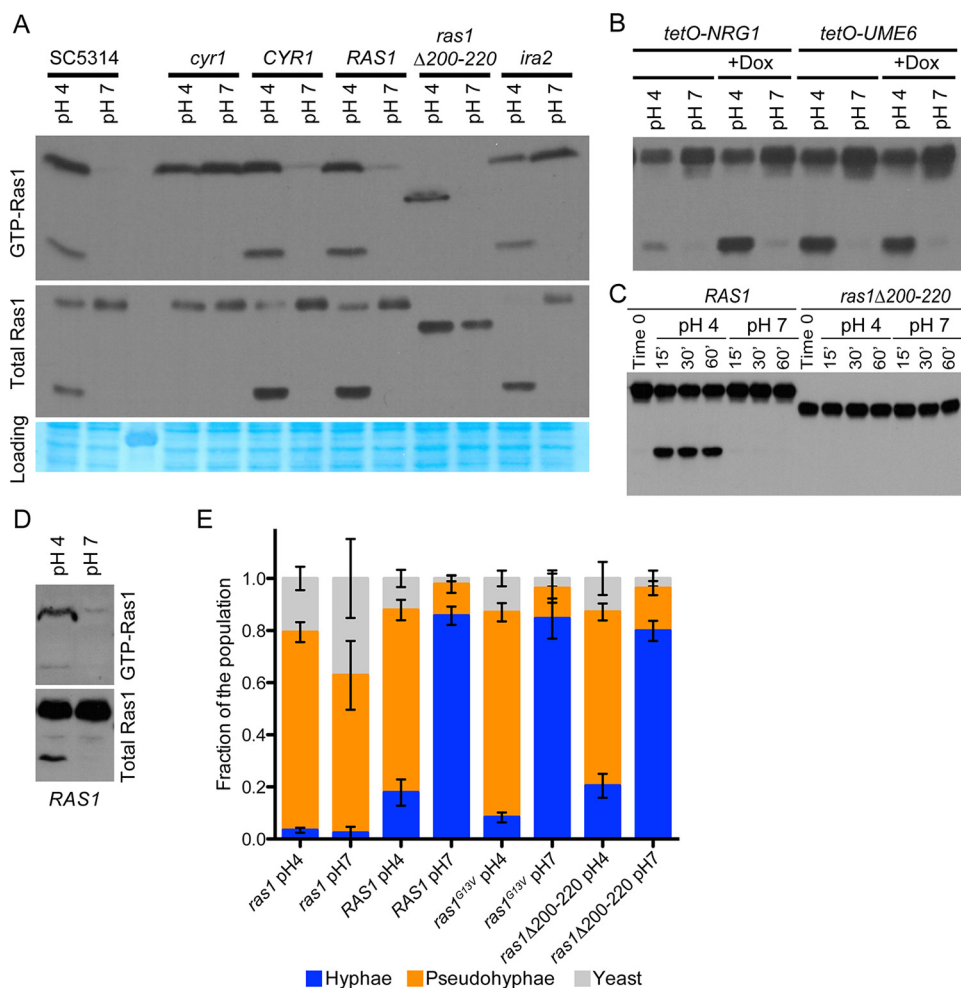 A
SC5314
cyr1
CYR1
RAS1
ras1
Δ200-220
ira2
pH 4
pH 7
pH 4
pH 7
pH 4
pH 7
pH 4
pH 7
pH 4
pH 7
pH 4
pH 7
GTP-Ras1
Total Ras1
Loading
B
tetO-NRG1
tetO-UME6
+Dox
+Dox
pH 4
pH 7
pH 4
pH 7
pH 4
pH 7
pH 4
pH 7
C
RAS1
ras1Δ200-220
Time 0
pH 4
pH 7
Time 0
pH 4
pH 7
15'
30'
60'
15'
30'
60'
15'
30'
60'
15'
30'
60'
D
pH 4
pH 7
GTP-Ras1
Total Ras1
RAS1
E
Fraction of the population
1.0
0.8
0.6
0.4
0.2
0.0
ras1 pH4
ras1 pH7
RAS1 pH4
RAS1 pH7
ras1G13V pH4
ras1G13V pH7
ras1Δ200-220 pH4
ras1Δ200-220 pH7
Hyphae
Pseudohyphae
Yeast